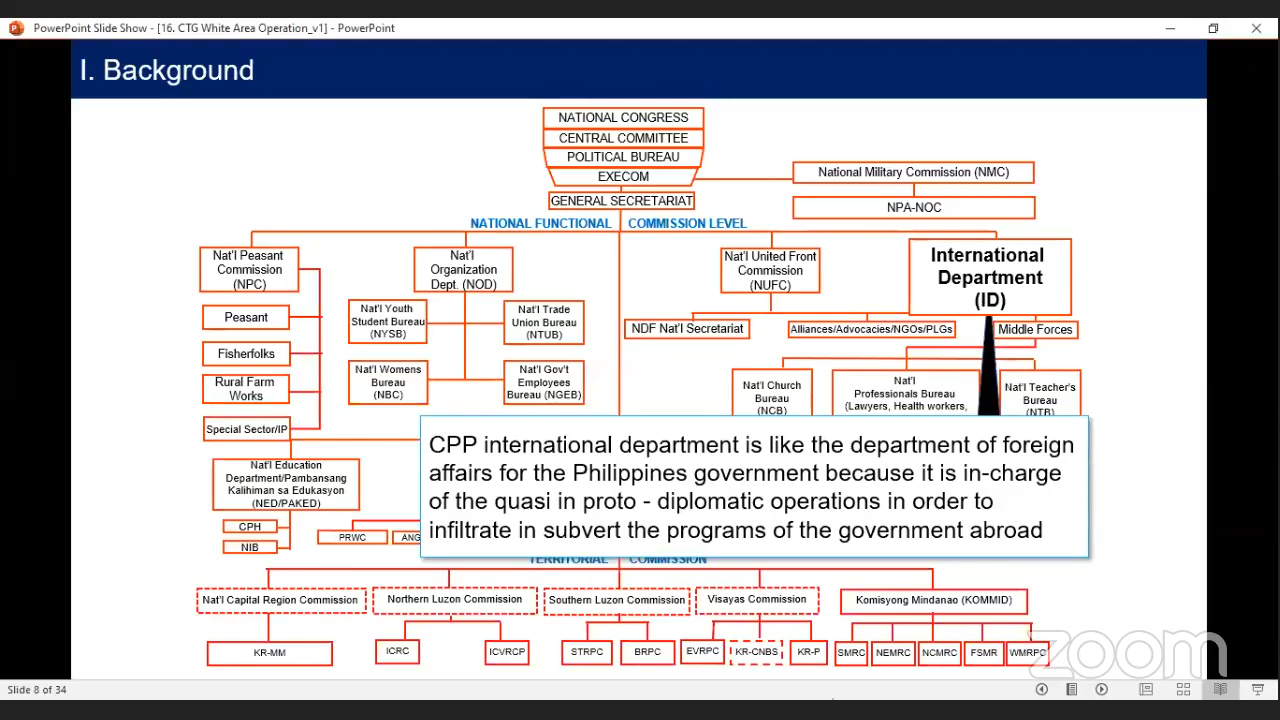 PowerPoint Slide Show - [16. CTG White Area Operation_v1] - PowerPoint
I. Background
NATIONAL CONGRESS
CENTRAL COMMITTEE
POLITICAL BUREAU
EXECOM
GENERAL SECRETARIAT
National Military Commission (NMC)
NPA-NOC
NATIONAL FUNCTIONAL COMMISSION LEVEL
Nat'l Peasant
Commission
(NPC)
Peasant
Fisherfolks
Rural Farm
Works
Special Sector/IP
Nat'l
Organization
Dept. (NOD)
Nat'l Youth
Student Bureau
(NYSB)
Nat'l Trade
Union Bureau
(NTUB)
Nat'l Womens
Bureau
(NBC)
Nat'l Gov't
Employees
Bureau (NGEB)
Nat'l United Front
Commission
(NUFC)
International
Department
(ID)
NDF Nat'l Secretariat
Alliances/Advocacies/NGOs/PLGs
Middle Forces
Nat'l Church
Bureau
(NCB)
Nat'l
Professionals Bureau
(Lawyers, Health workers,
Nat'l Teacher's
Bureau
(NTB)
Nat'l Education
Department/Pambansang
Kalihiman sa Edukasyon
(NED/PAKED)
CPH
NIB
PRWC
ANG
CPP international department is like the department of foreign
affairs for the Philippines government because it is in-charge
of the quasi in proto - diplomatic operations in order to
infiltrate in subvert the programs of the government abroad
TERRITORIAL COMMISSION
Nat'l Capital Region Commission
Northern Luzon Commission
Southern Luzon Commission
Visayas Commission
Komisyong Mindanao (KOMMID)
KR-MM
ICRC
ICVRCP
STRPC
BRPC
EVRPC
KR-CNBS
KR-P
SMRC
NEMRC
NCMRC
FSMR
WMRPC
zoom
Slide 8 of 34